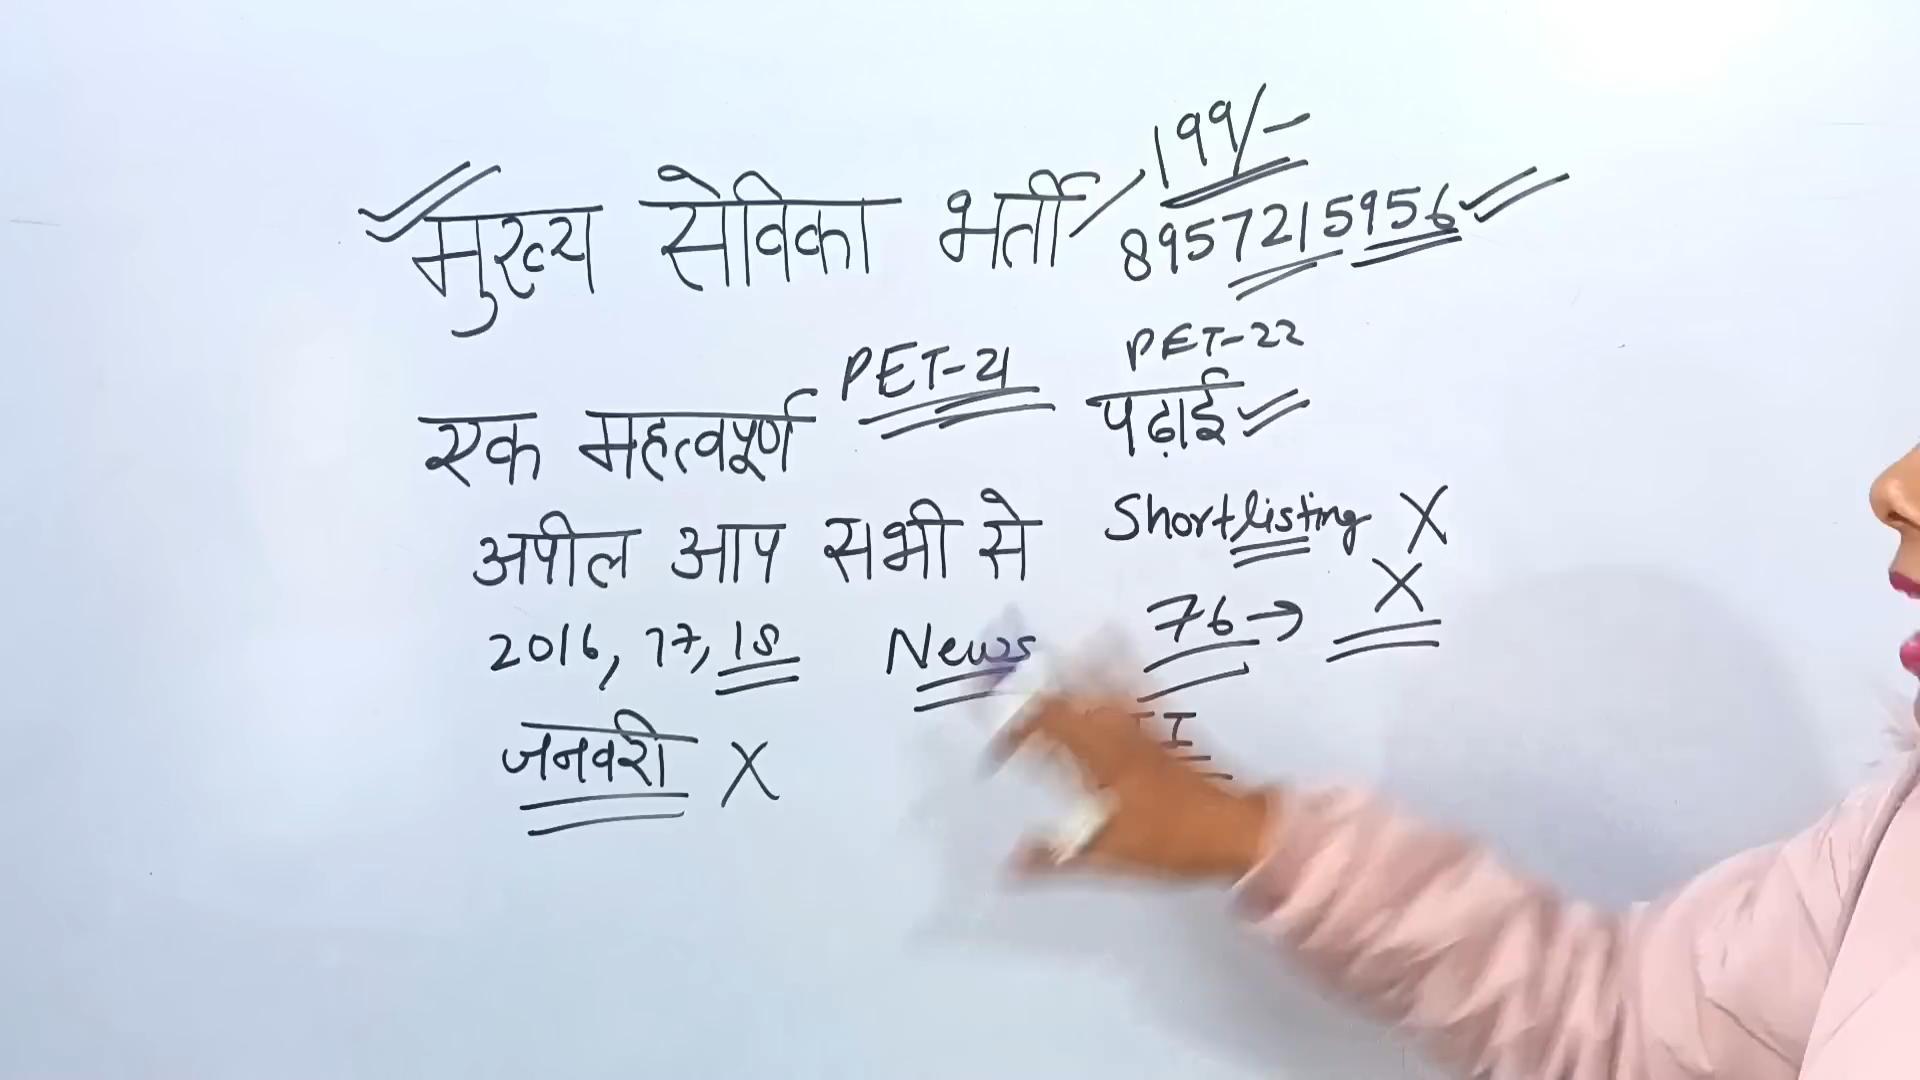 199/-
मुख्य सेविका भर्ती / 8957215956
PET-21 PET-22
एक महत्वपूर्ण पढ़ाई
अपील आप सभी से Shortlisting X
2016, 17, 18 News 76 → X
जनवरी X